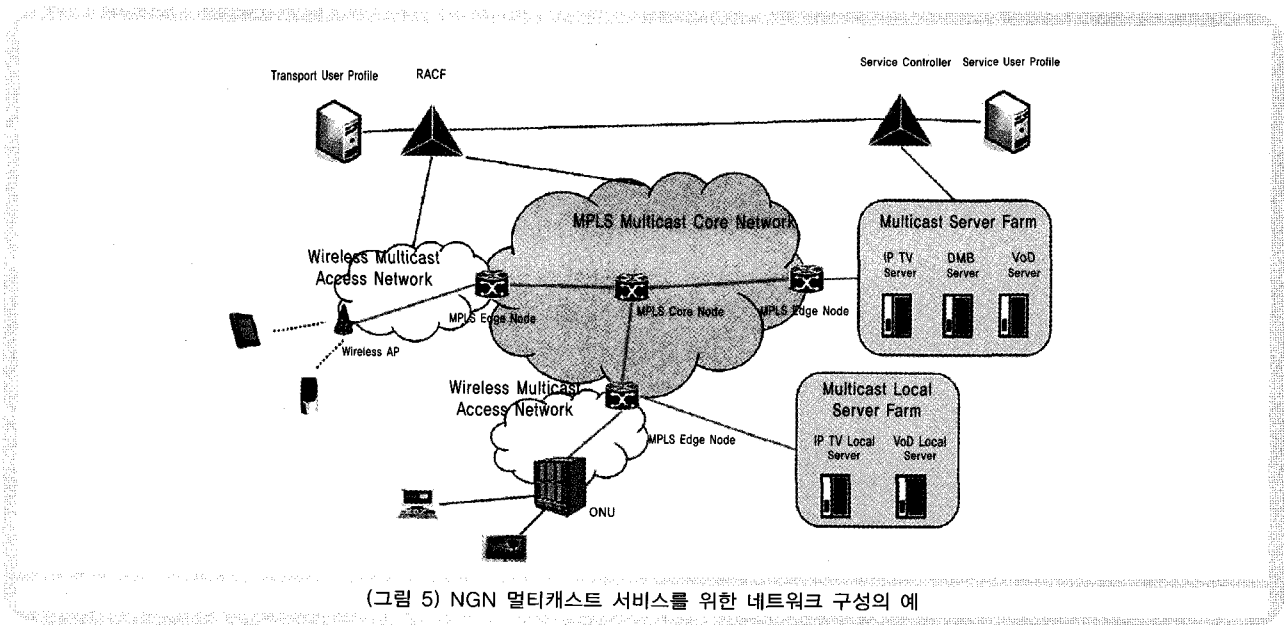 Transport User Profile
RACF
Service Controller
Service User Profile
MPLS Multicast Core Network
Multicast Server Farm
IP TV
Server
DMB
Server
VoD
Server
Wireless Multicast
Access Network
MPLS Edge Node
MPLS Core Node
MPLS Edge Node
Wireless AP
Wireless Multicast
Access Network
MPLS Edge Node
Multicast Local
Server Farm
IP TV Local
Server
VoD Local
Server
ONU
(그림 5) NGN 멀티캐스트 서비스를 위한 네트워크 구성의 예